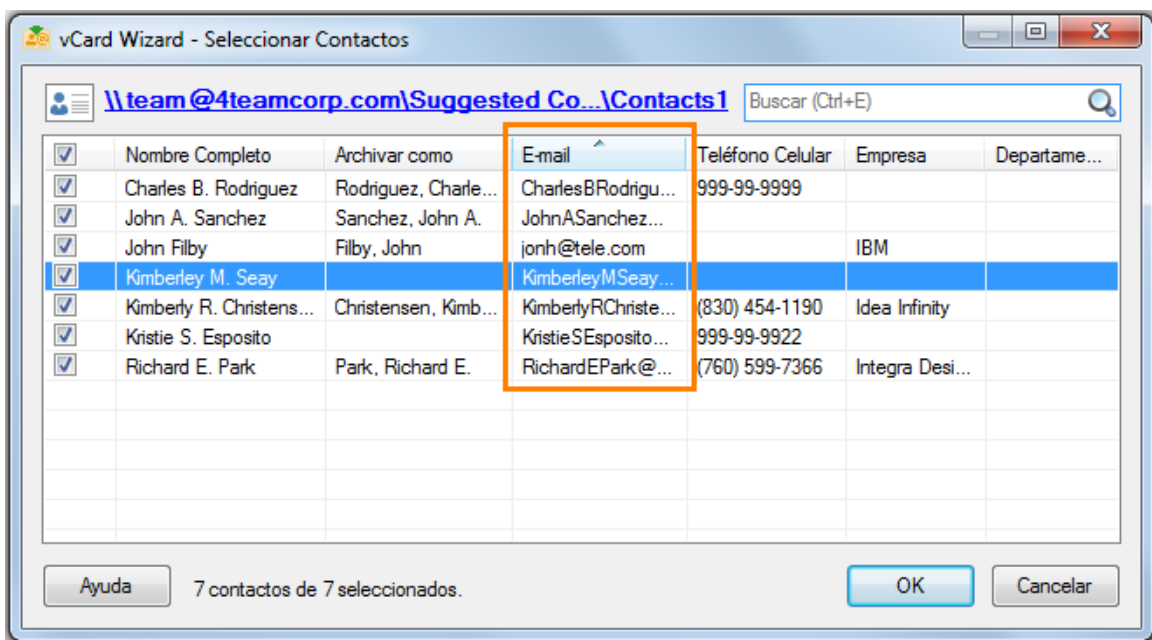 vCard Wizard - Seleccionar Contactos
\\team@4teamcorp.com\Suggested Co...\Contacts1 Buscar (Ctrl+E)
Nombre Completo Archivar como E-mail Teléfono Celular Empresa Departame...
Charles B. Rodriguez Rodriguez, Charle... CharlesBRodrigu... 999-99-9999
John A. Sanchez Sanchez, John A. JohnASanchez...
John Filby Filby, John jonh@tele.com IBM
Kimberley M. Seay KimberleyMSeay...
Kimberly R. Christens... Christensen, Kimb... KimberlyRChriste... (830) 454-1190 Idea Infinity
Kristie S. Esposito KristieSEsposito... 999-99-9922
Richard E. Park Park, Richard E. RichardEPark@... (760) 599-7366 Integra Desi...
Ayuda 7 contactos de 7 seleccionados. OK Cancelar